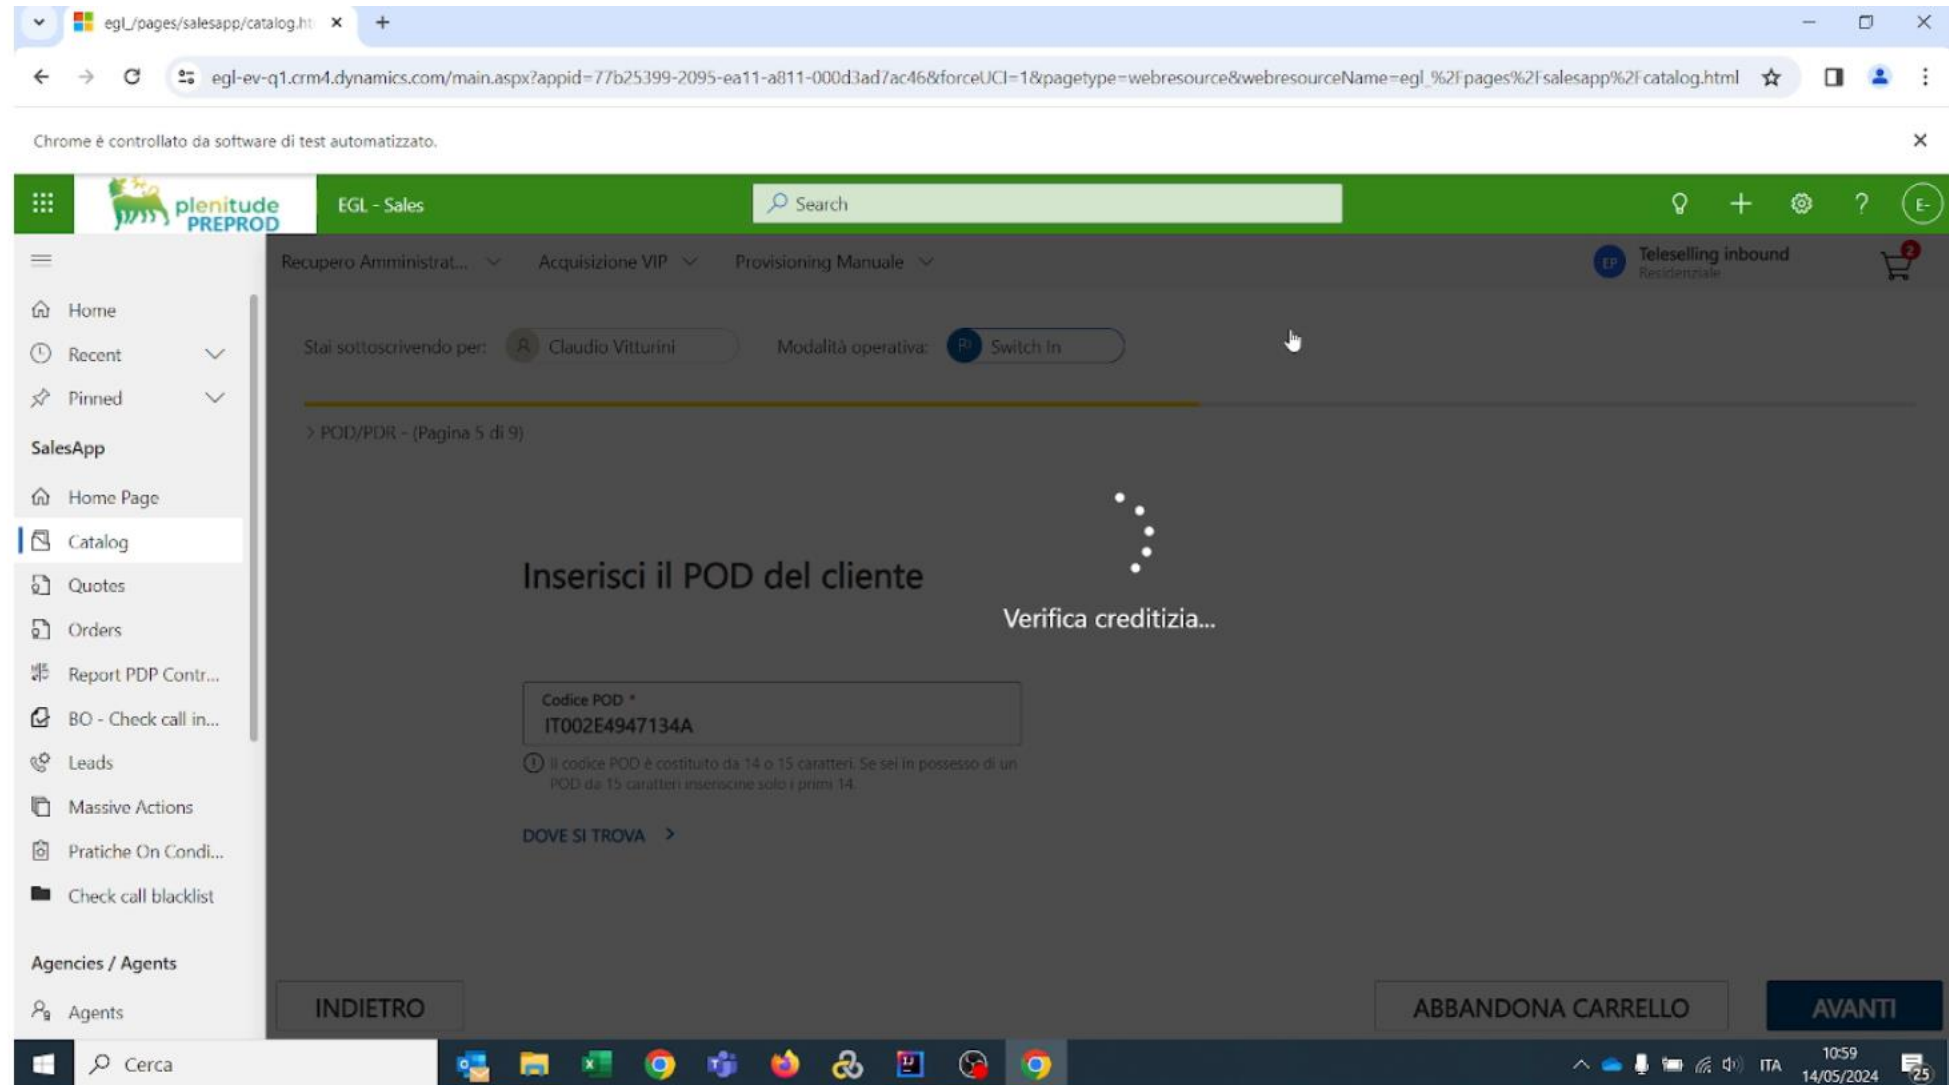 egl_/pages/salesapp/catalog.ht
egl-ev-q1.crm4.dynamics.com/main.aspx?appid=77b25399-2095-ea11-a811-000d3ad7ac46&forceUCI=1&pagetype=webresource&webresourceName=egl_%2Fpages%2Fsalesapp%2Fcatalog.html
Chrome è controllato da software di test automatizzato.
plenitude
PREPROD
EGL - Sales
Search
E-
Recupero Amministrat...
Acquisizione VIP
Provisioning Manuale
EP
Teleselling inbound
Residenziale
2
Home
Recent
Pinned
SalesApp
Home Page
Catalog
Quotes
Orders
Report PDP Contr...
BO - Check call in...
Leads
Massive Actions
Pratiche On Condi...
Check call blacklist
Agencies / Agents
Agents
Stai sottoscrivendo per:
Claudio Vitturini
Modalità operativa:
Switch In
> POD/PDR - (Pagina 5 di 9)
Inserisci il POD del cliente
Verifica creditizia...
Codice POD *
IT002E4947134A
Il codice POD è costituito da 14 o 15 caratteri. Se sei in possesso di un
POD da 15 caratteri inseriscine solo i primi 14.
DOVE SI TROVA >
INDIETRO
ABBANDONA CARRELLO
AVANTI
Cerca
ITA
10:59
14/05/2024
25